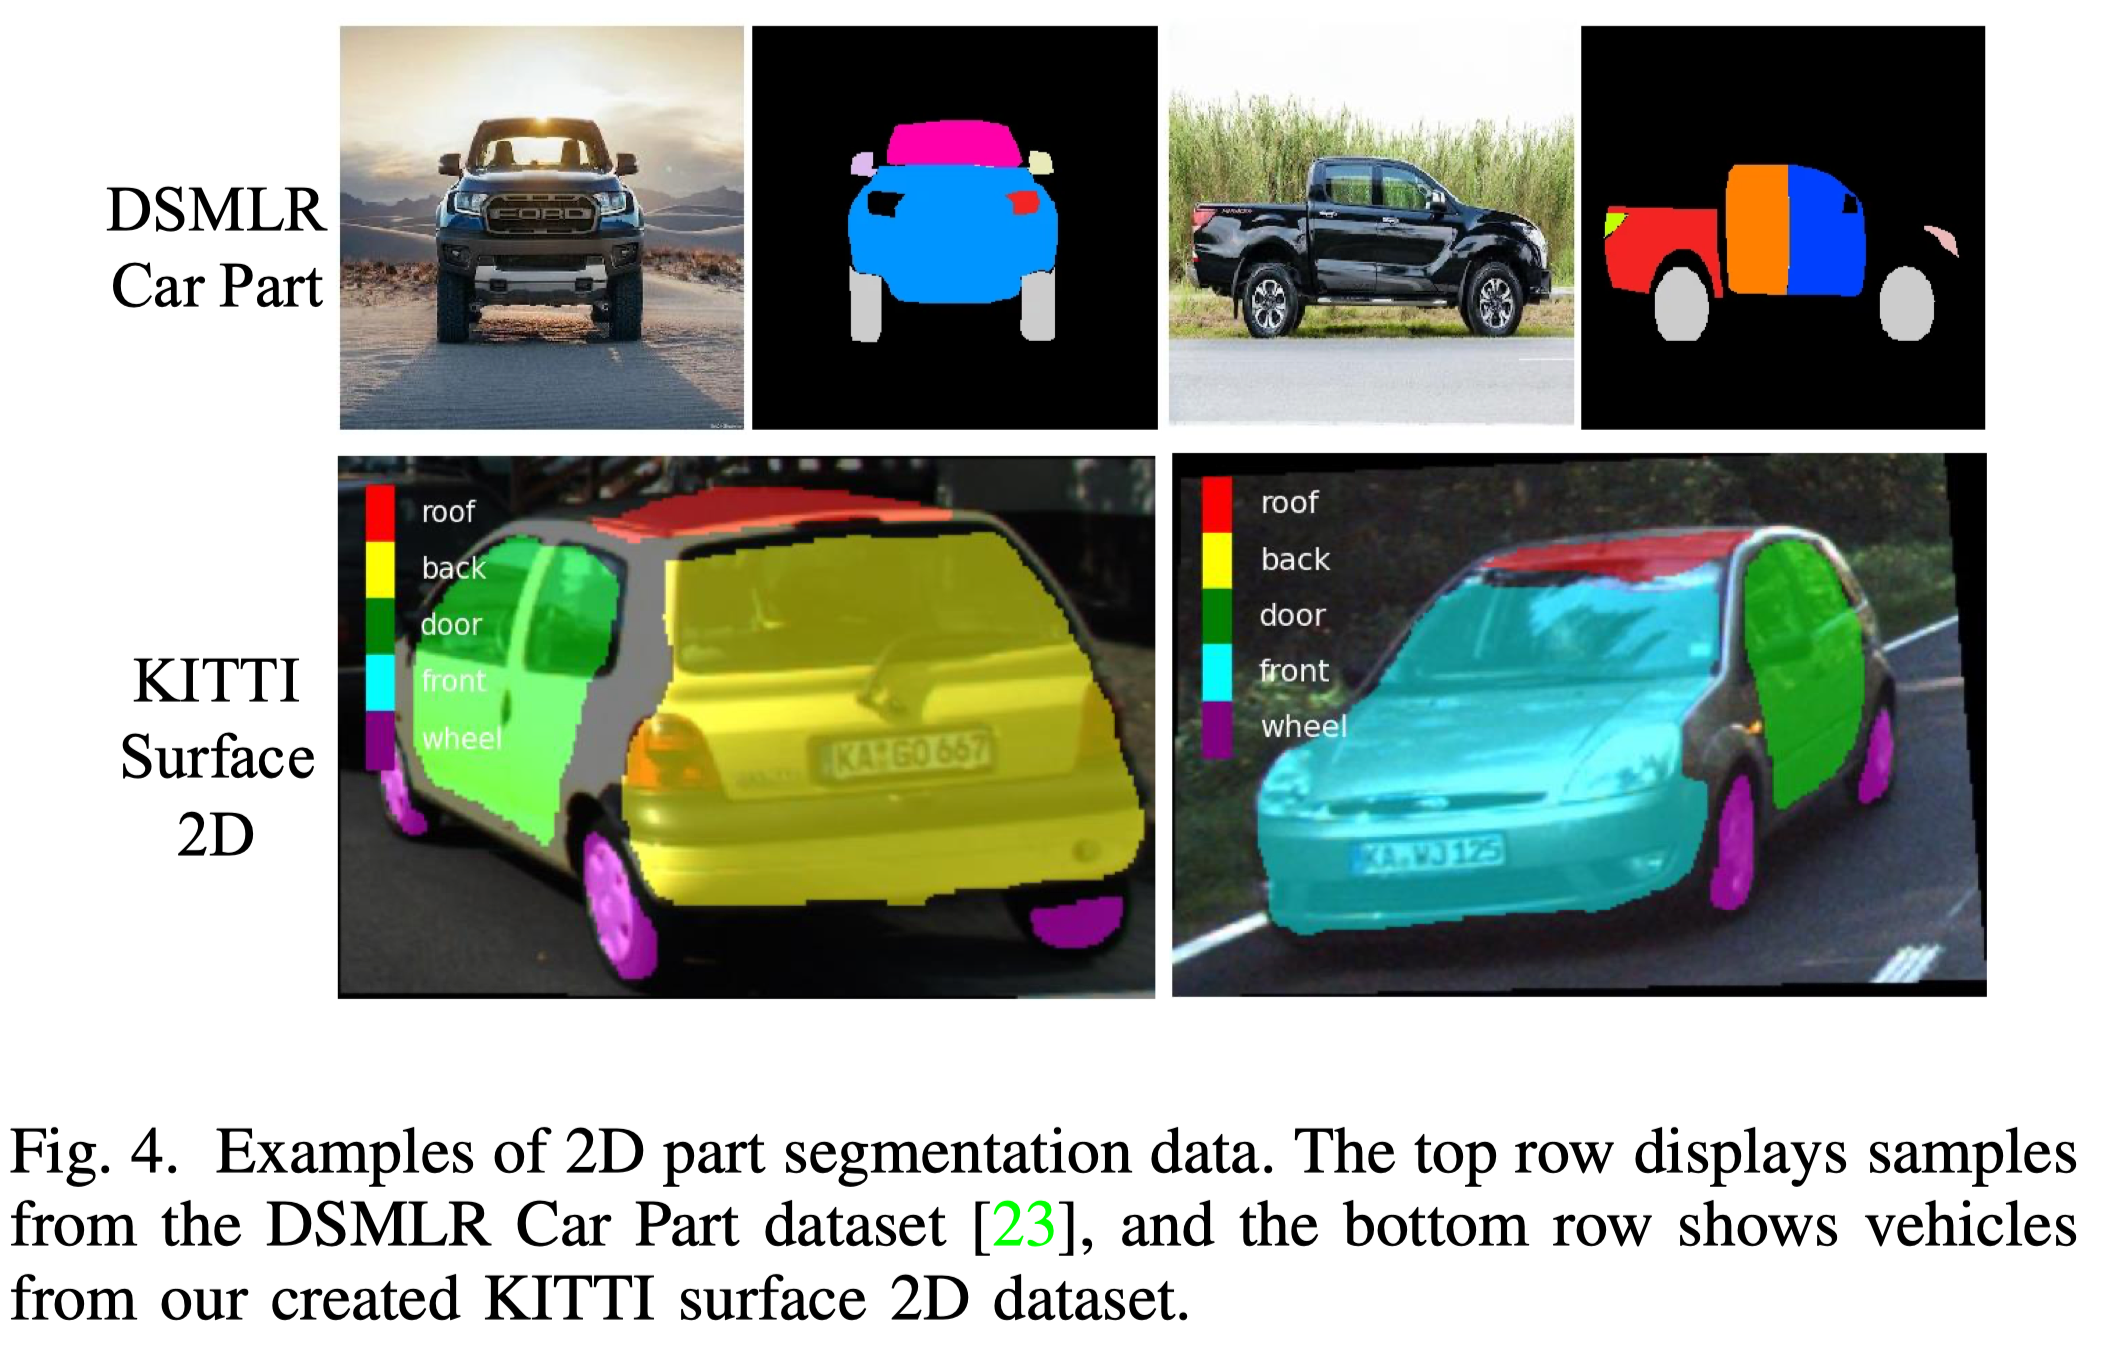 DSMLR
Car Part
FORD
KITTI
Surface
2D
roof
back
door
front
wheel
KA GO 667
roof
back
door
front
wheel
KA WJ 125
Fig. 4. Examples of 2D part segmentation data. The top row displays samples
from the DSMLR Car Part dataset [23], and the bottom row shows vehicles
from our created KITTI surface 2D dataset.